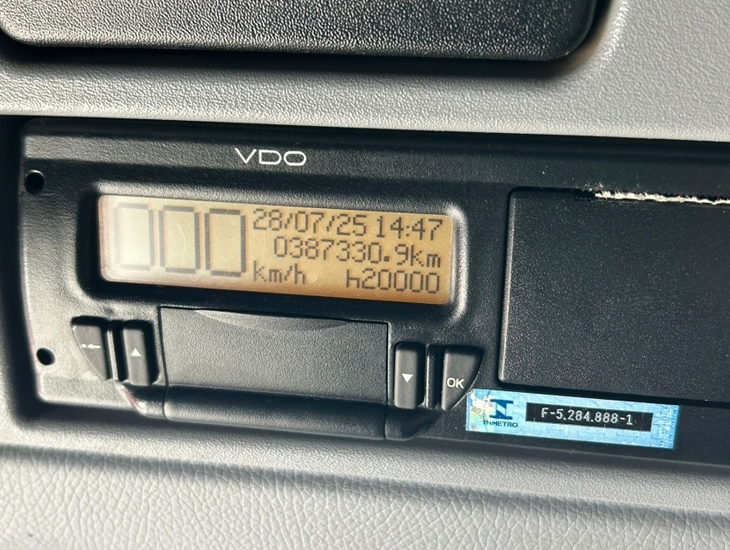 VDO
000
28/07/25 14:47
0387330.9km
km/h h20000
OK
INMETRO
F-5.284.888-1